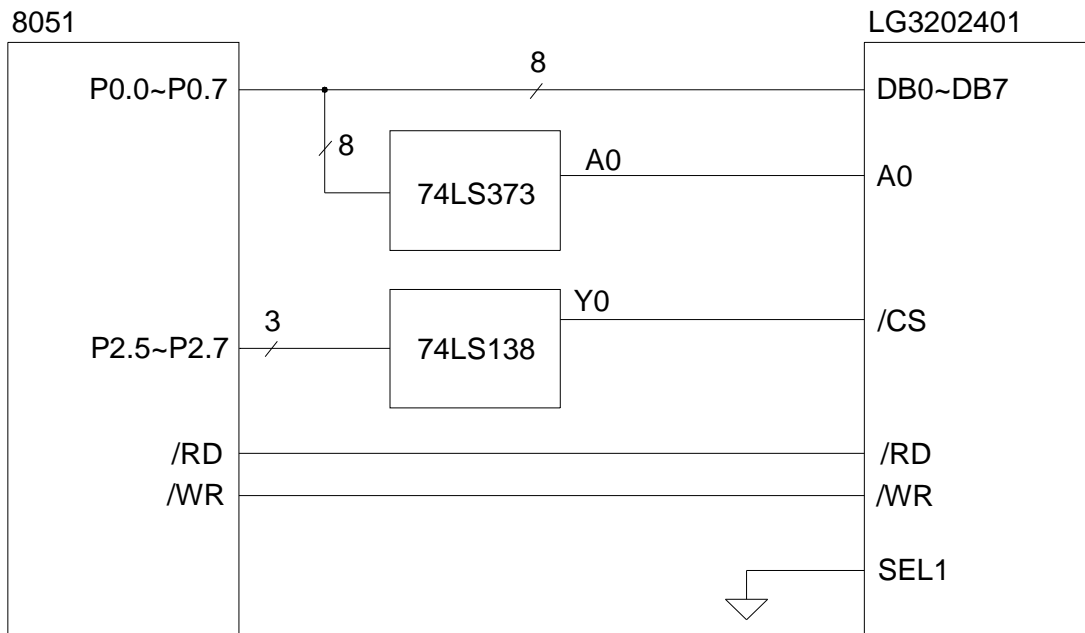 8051 LG3202401
P0.0~P0.7 8 DB0~DB7
8 A0
74LS373 A0
Y0
3 /CS
P2.5~P2.7 74LS138
/RD /RD
/WR /WR
SEL1